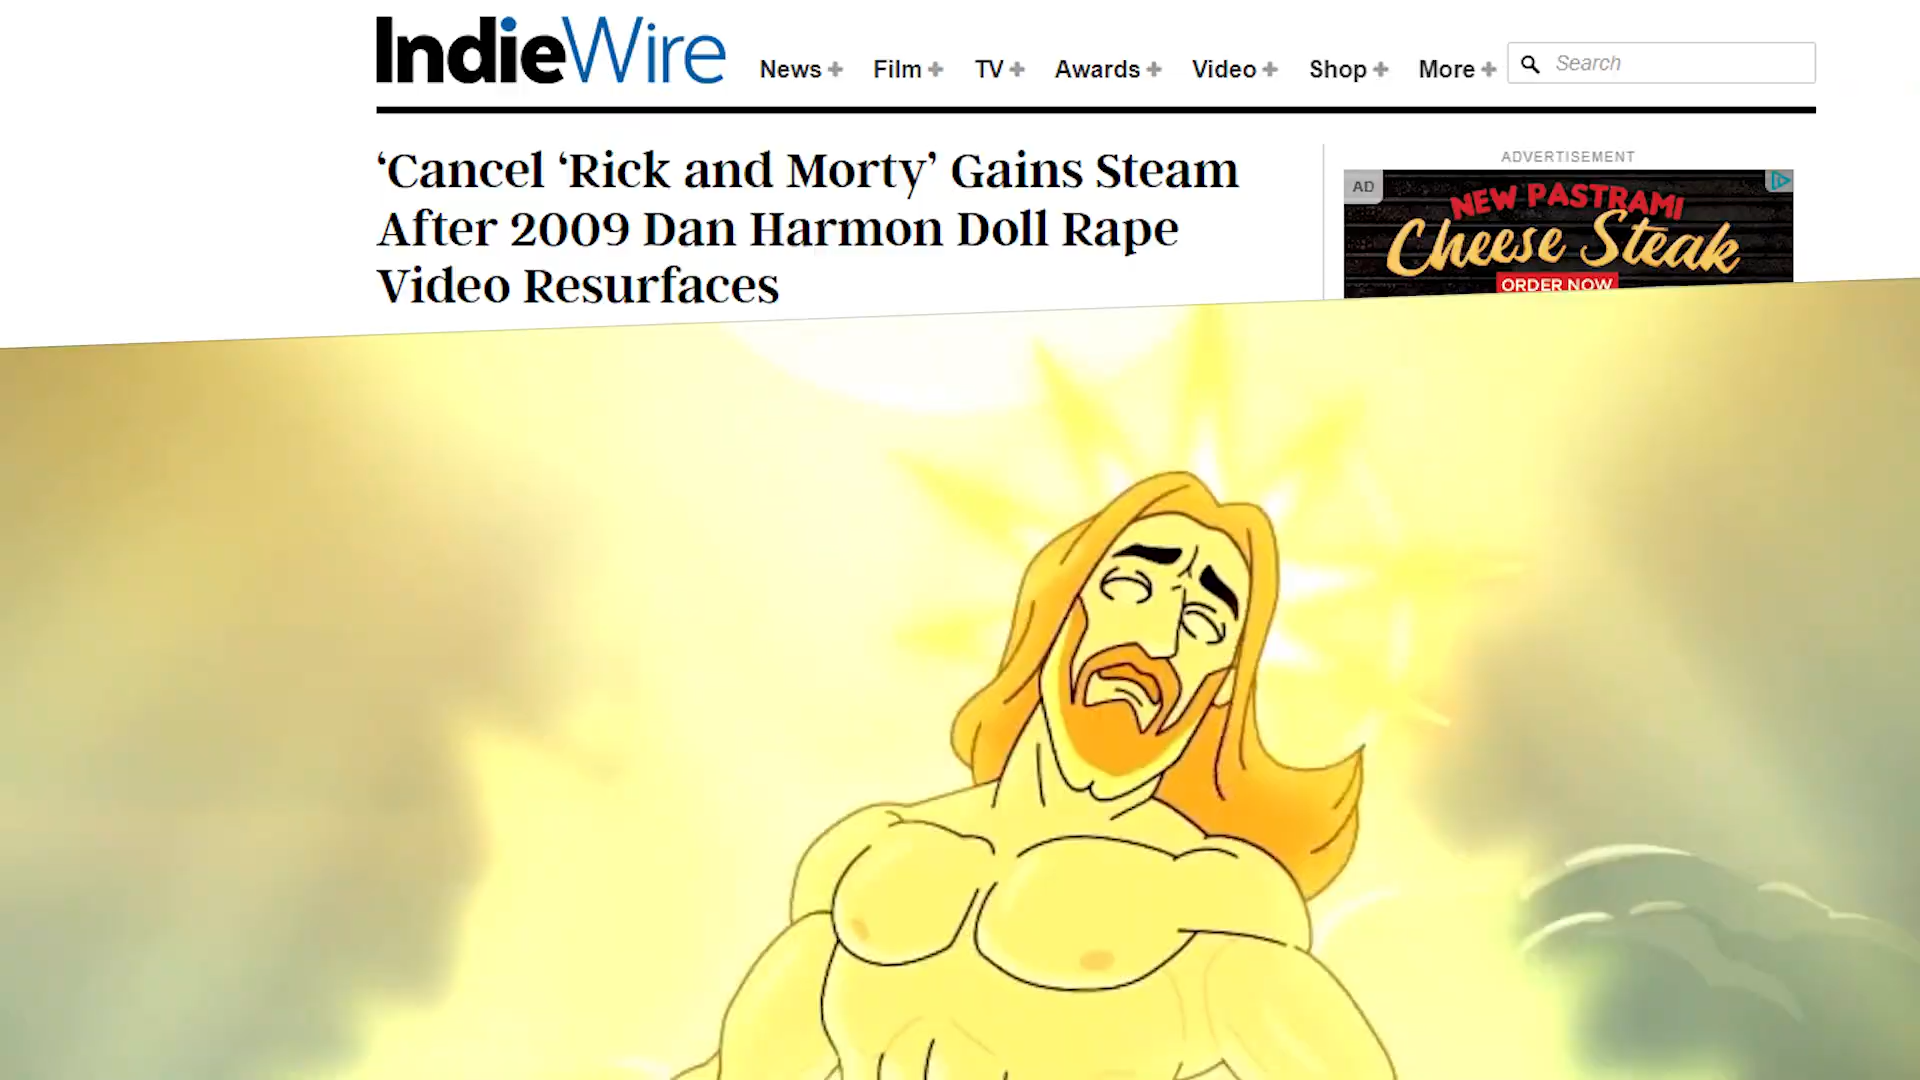 IndieWire
News + Film + TV + Awards + Video + Shop + More + Search
‘Cancel ‘Rick and Morty’ Gains Steam
After 2009 Dan Harmon Doll Rape
Video Resurfaces
ADVERTISEMENT
AD
NEW PASTRAMI
Cheese Steak
ORDER NOW